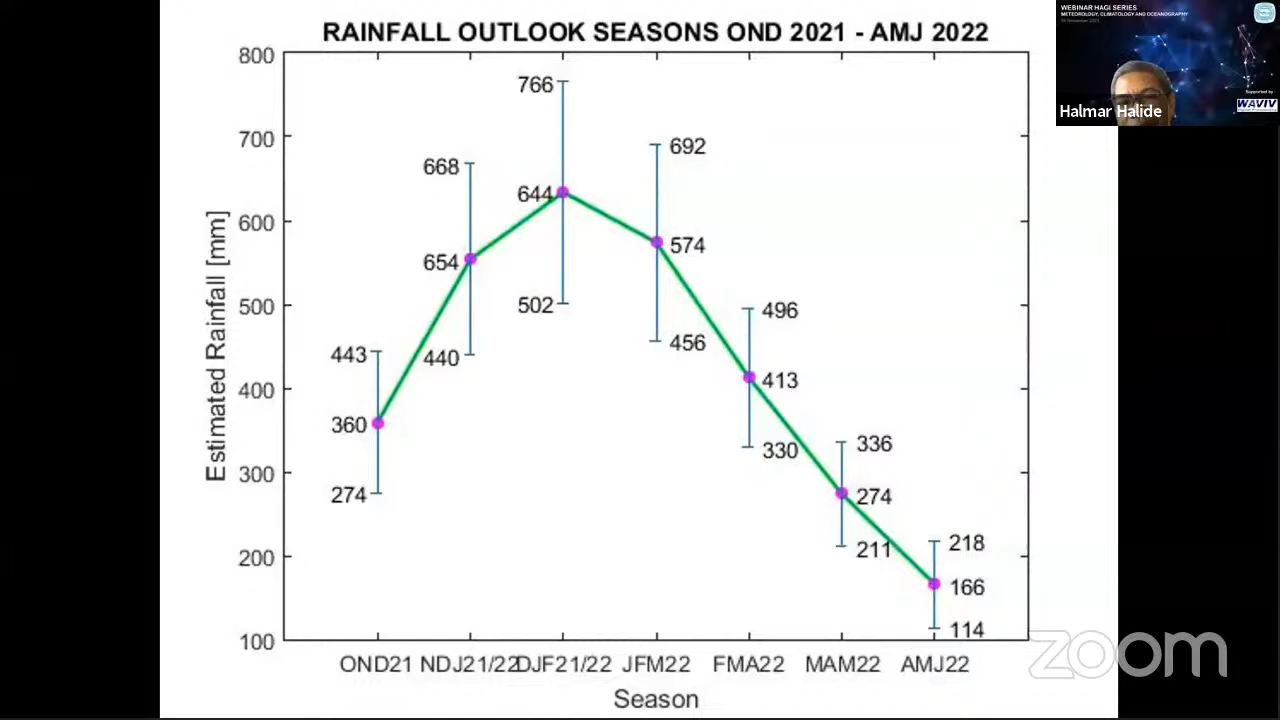 RAINFALL OUTLOOK SEASONS OND 2021 - AMJ 2022
WEBINAR HAGI SERIES
METEOROLOGY, CLIMATOLOGY AND OCEANOGRAPHY
Supported by :
WAVIV
Halmar Halide
Estimated Rainfall [mm]
800
700
600
500
400
300
200
100
443
360
274
668
654
440
766
644
502
692
574
456
496
413
330
336
274
211
218
166
114
OND21 NDJ21/22 DJF21/22 JFM22 FMA22 MAM22 AMJ22
Season
zoom